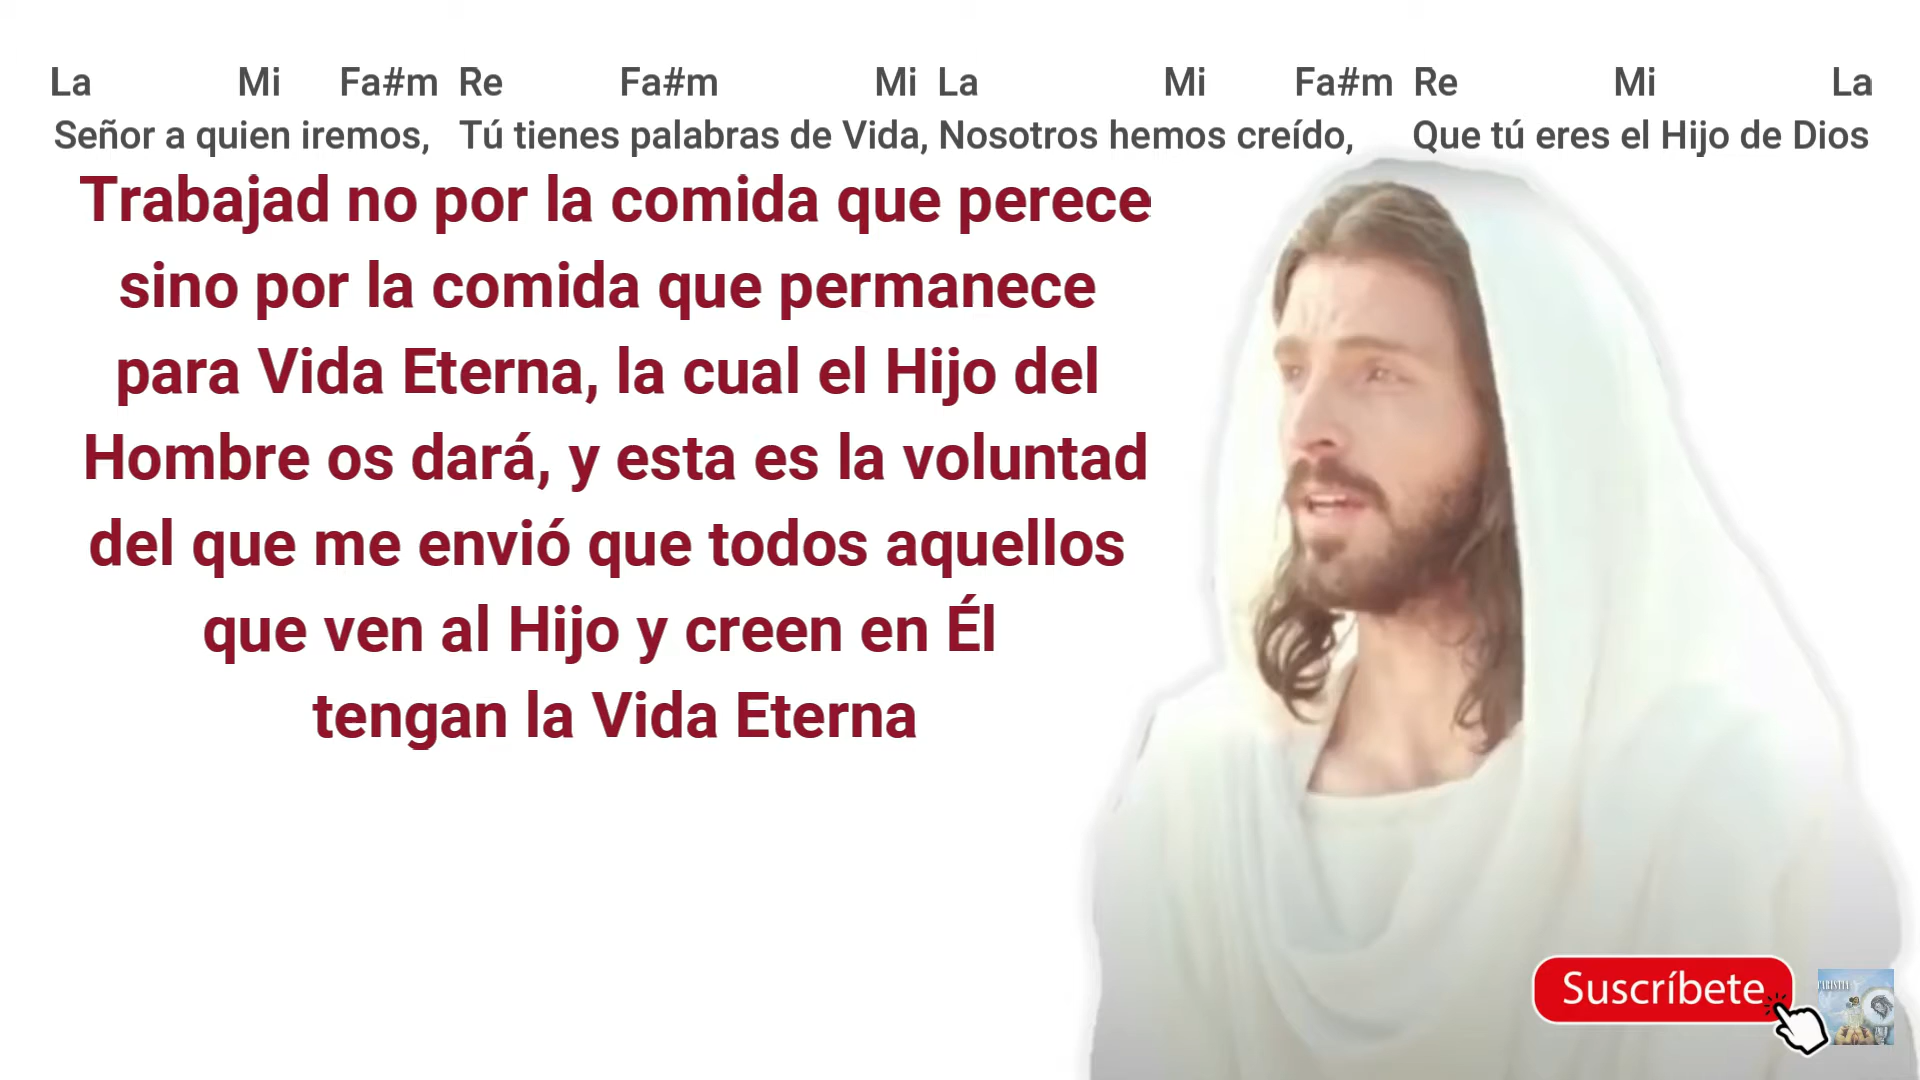 La Mi Fa#m Re Fa#m Mi La Mi Fa#m Re Mi La
Señor a quien iremos, Tú tienes palabras de Vida, Nosotros hemos creído, Que tú eres el Hijo de Dios
Trabajad no por la comida que perece
sino por la comida que permanece
para Vida Eterna, la cual el Hijo del
Hombre os dará, y esta es la voluntad
del que me envió que todos aquellos
que ven al Hijo y creen en Él
tengan la Vida Eterna
Suscríbete